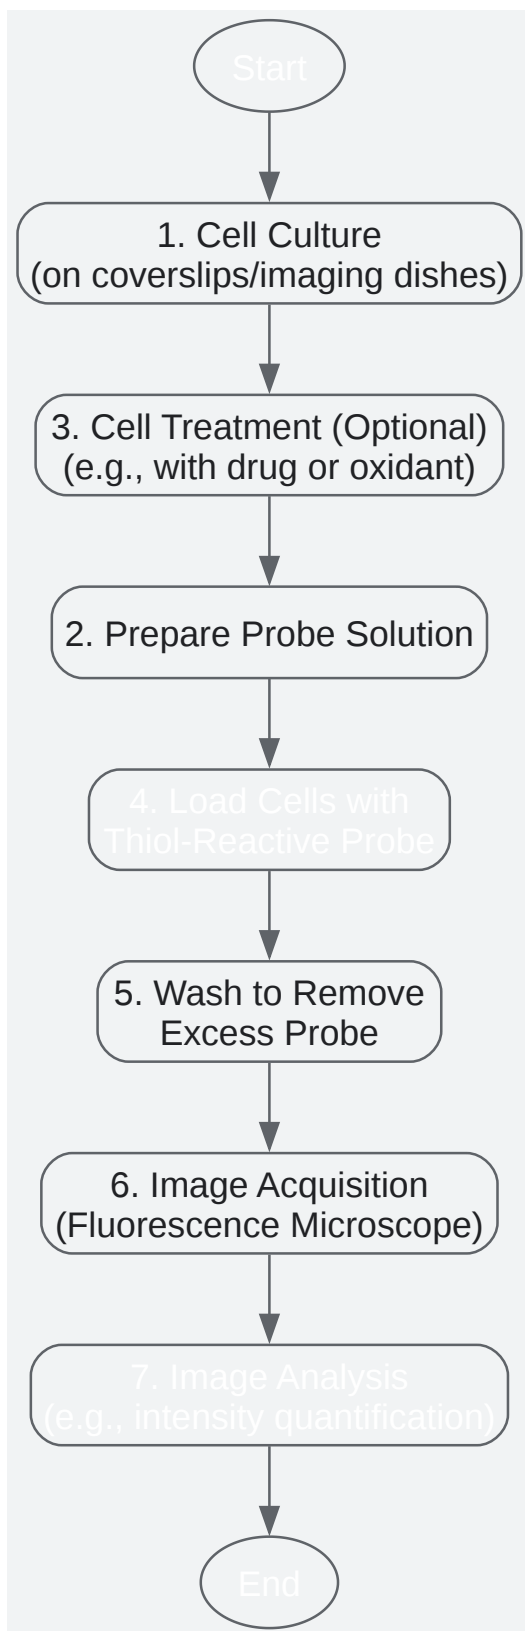 Start
1. Cell Culture
(on coverslips/imaging dishes)
3. Cell Treatment (Optional)
(e.g., with drug or oxidant)
2. Prepare Probe Solution
4. Load Cells with
Thiol-Reactive Probe
5. Wash to Remove
Excess Probe
6. Image Acquisition
(Fluorescence Microscope)
7. Image Analysis
(e.g., intensity quantification)
End